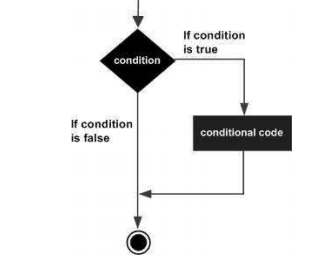 If condition
is true
condition
If condition
is false
conditional code